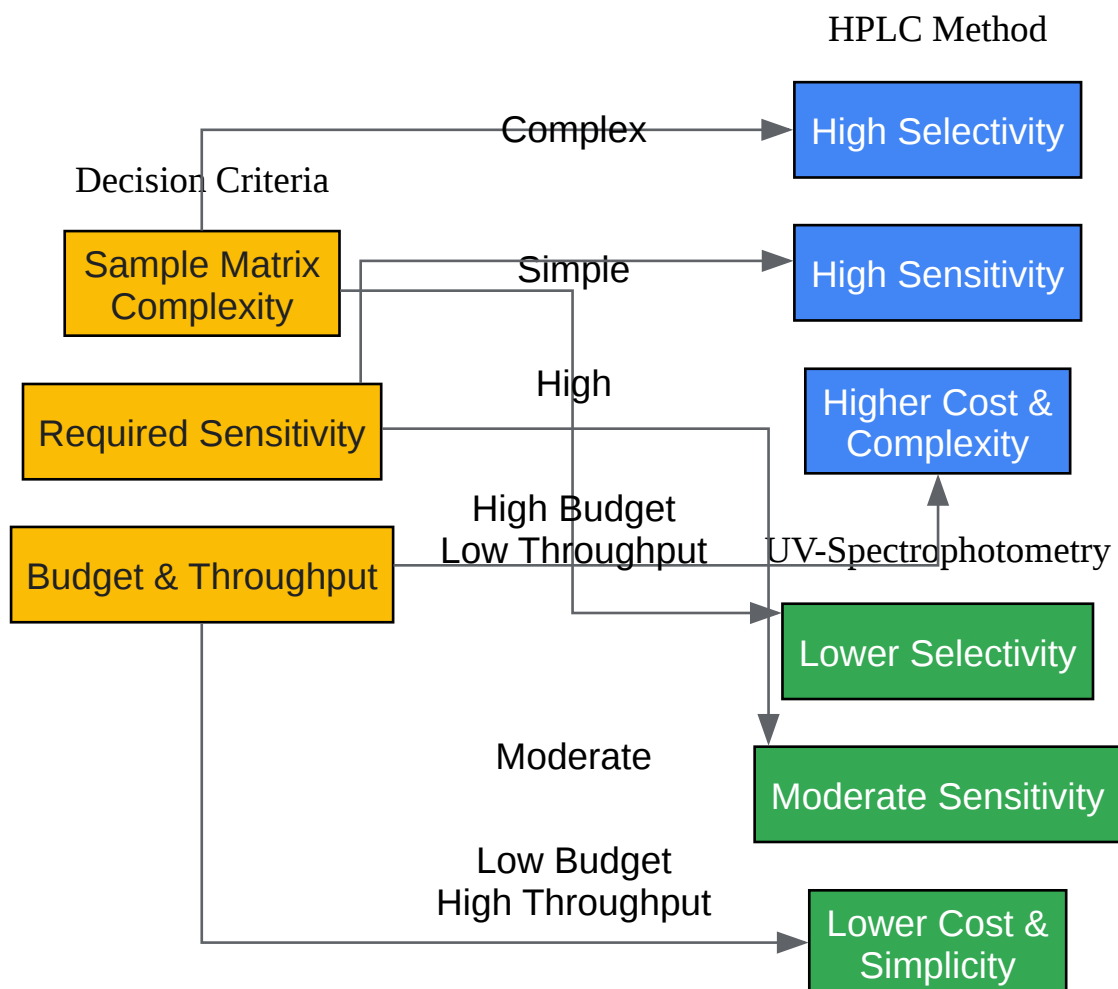 HPLC Method
Complex
High Selectivity
Decision Criteria
Sample Matrix
Complexity
Simple
High Sensitivity
High
Required Sensitivity
Higher Cost &
Complexity
High Budget
Low Throughput
UV-Spectrophotometry
Budget & Throughput
Lower Selectivity
Moderate
Moderate Sensitivity
Low Budget
High Throughput
Lower Cost &
Simplicity